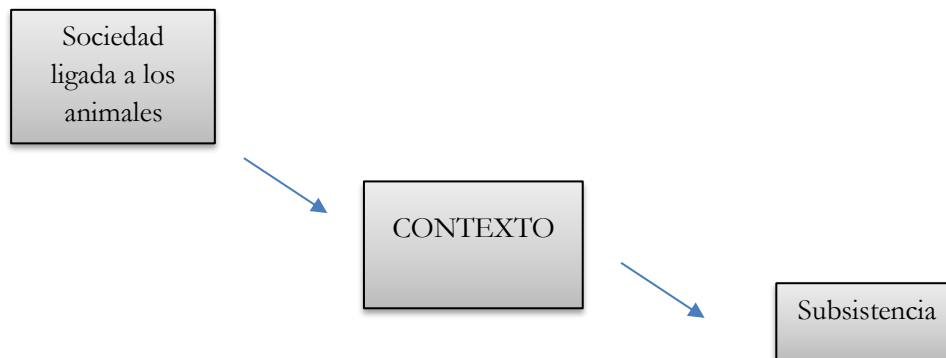 Sociedad
ligada a los
animales
CONTEXTO
Subsistencia